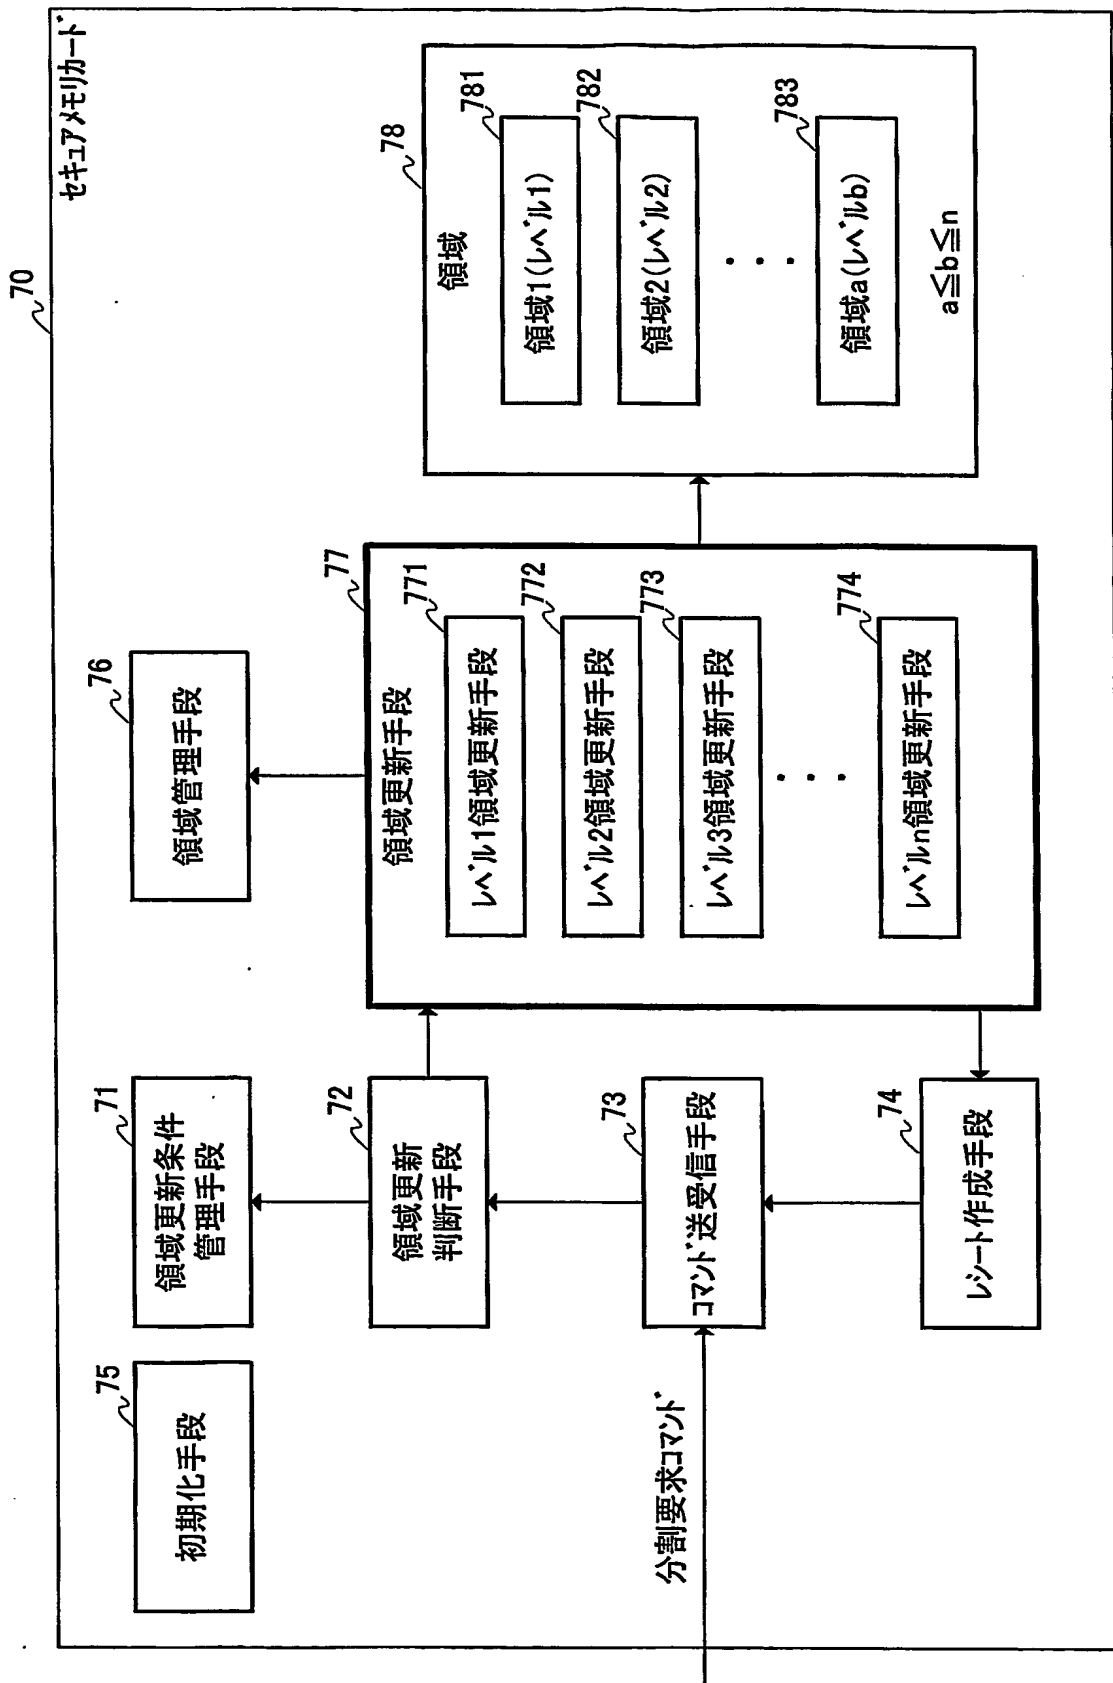 70
セキュアメモリカード
75
初期化手段
71
領域更新条件
管理手段
76
領域管理手段
72
領域更新
判断手段
分割要求コマンド
73
コマンド送受信手段
74
レシート作成手段
77
領域更新手段
771
レベル1領域更新手段
772
レベル2領域更新手段
773
レベル3領域更新手段
・・・
774
レベルn領域更新手段
78
領域
781
領域1(レベル1)
782
領域2(レベル2)
・・・
783
領域a(レベルb)
a≦b≦n